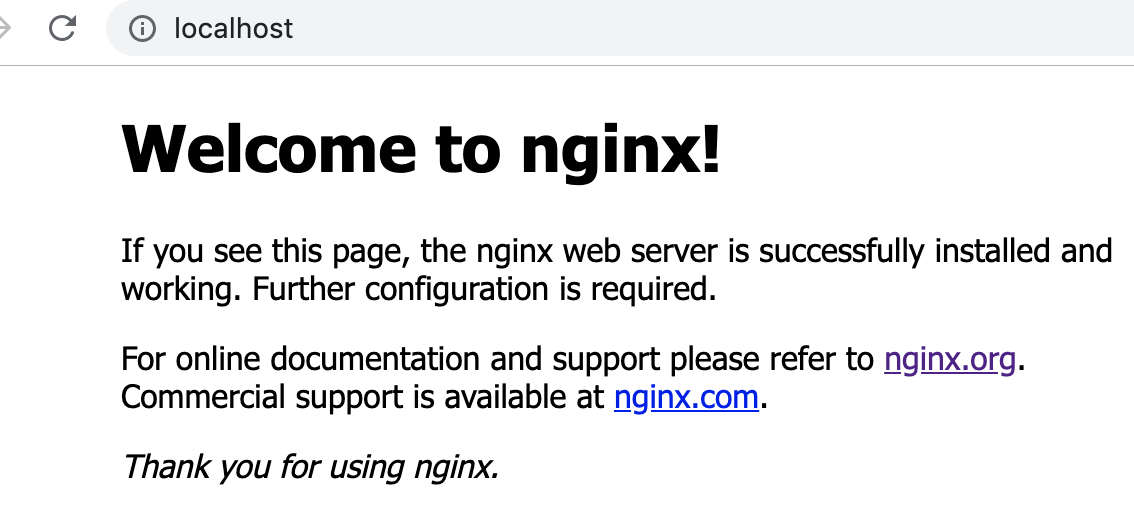 localhost
Welcome to nginx!
If you see this page, the nginx web server is successfully installed and
working. Further configuration is required.
For online documentation and support please refer to nginx.org.
Commercial support is available at nginx.com.
Thank you for using nginx.